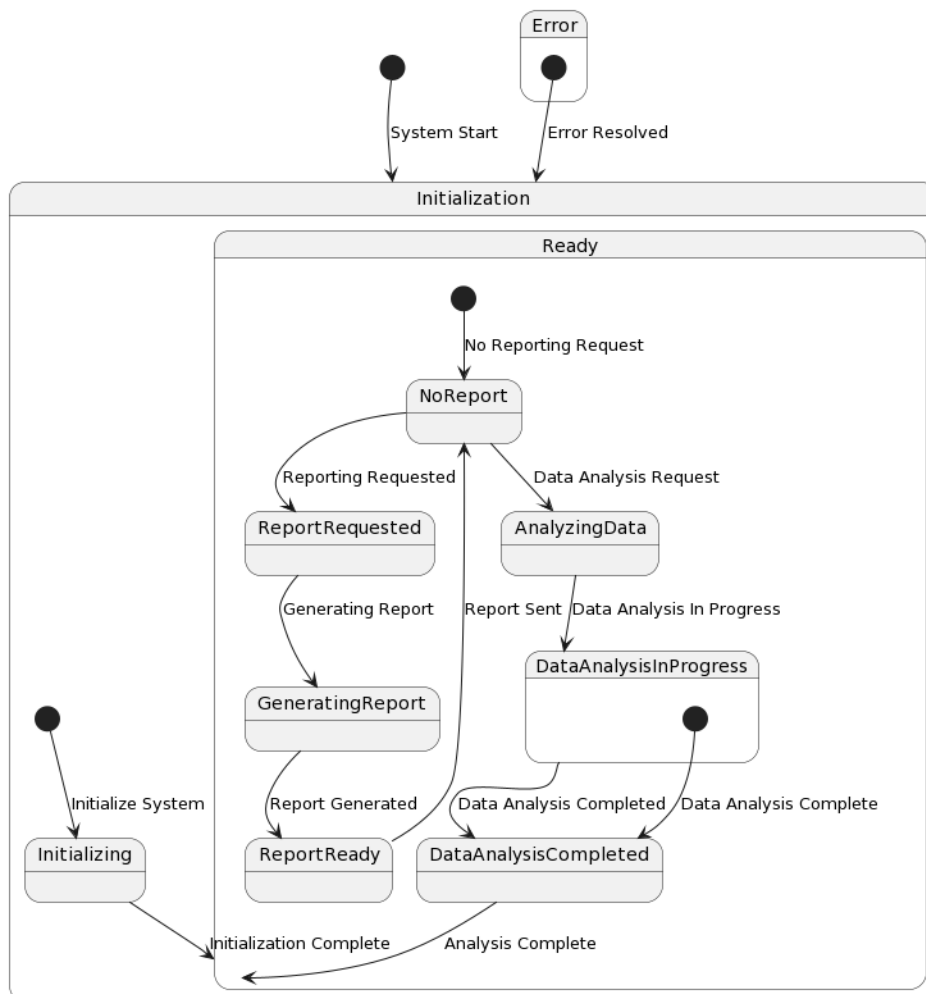 Error
System Start
Error Resolved
Initialization
Ready
No Reporting Request
NoReport
Reporting Requested
Data Analysis Request
ReportRequested
AnalyzingData
Generating Report
Report Sent
Data Analysis In Progress
DataAnalysisInProgress
GeneratingReport
Initialize System
Report Generated
Data Analysis Completed
Data Analysis Complete
Initializing
ReportReady
DataAnalysisCompleted
Initialization Complete
Analysis Complete